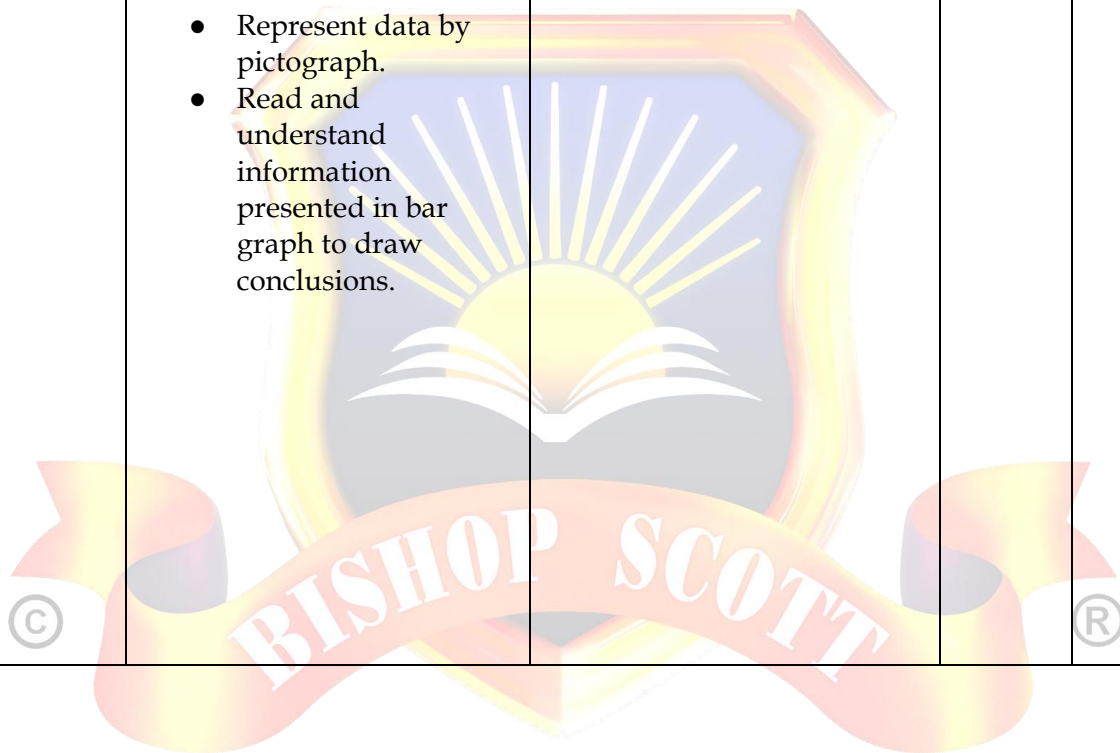 ● Represent data by
pictograph.
● Read and
understand
information
presented in bar
graph to draw
conclusions.
BISHOP SCOTT
© ®